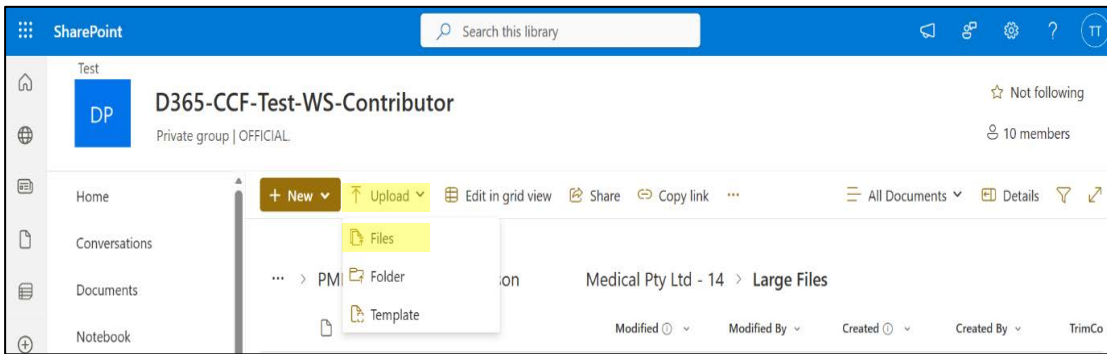 SharePoint
Search this library
TT
Test
DP
D365-CCF-Test-WS-Contributor
Private group | OFFICIAL.
Not following
10 members
Home
Conversations
Documents
Notebook
+ New
Upload
Edit in grid view
Share
Copy link
...
All Documents
Details
Files
Folder
Template
... > Medical Pty Ltd - 14 > Large Files
Modified
Modified By
Created
Created By
TrimCo